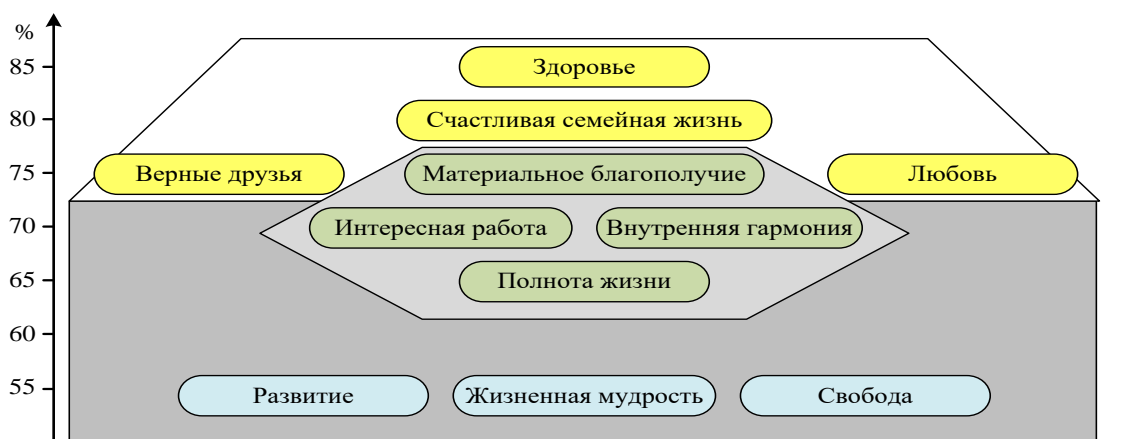 %
85
Здоровье
80
Счастливая семейная жизнь
75
Верные друзья
Материальное благополучие
Любовь
70
Интересная работа
Внутренняя гармония
65
Полнота жизни
60
55
Развитие
Жизненная мудрость
Свобода